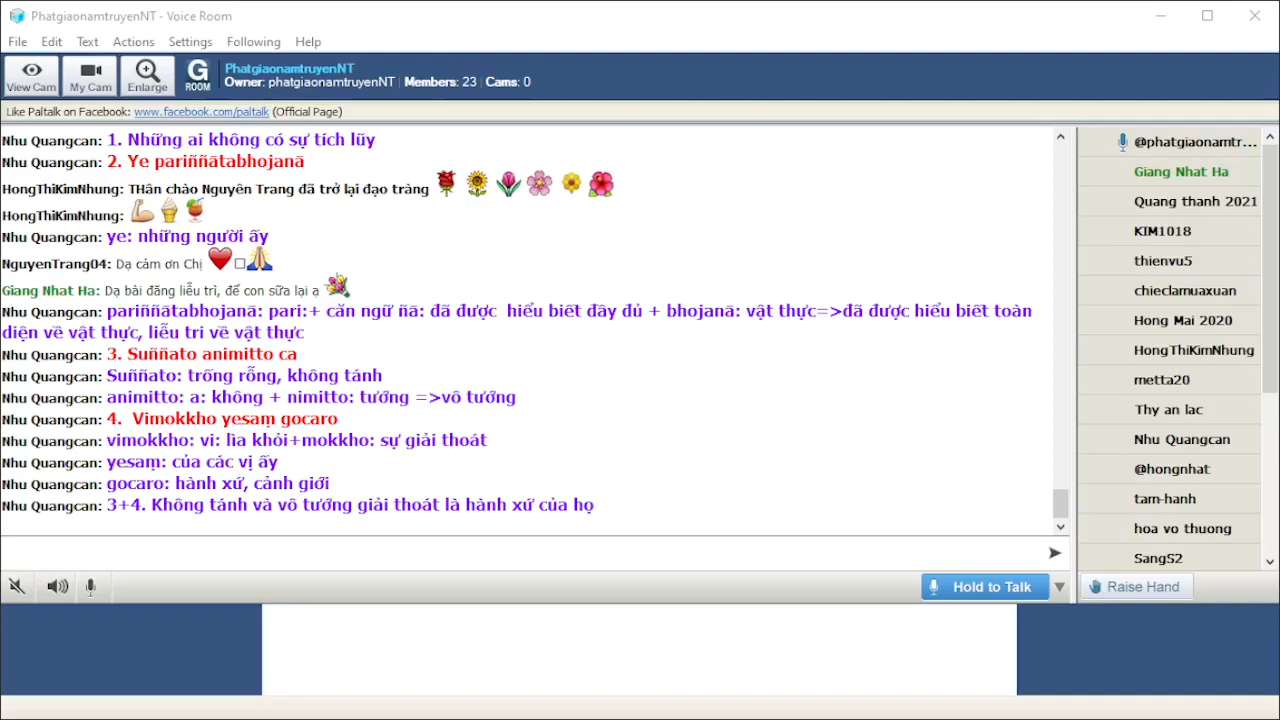 PhatgiaonamtruyenNT - Voice Room
File Edit Text Actions Settings Following Help
View Cam My Cam Enlarge G ROOM
PhatgiaonamtruyenNT
Owner: phatgiaonamtruyenNT | Members: 23 | Cams: 0
Like Paltalk on Facebook: www.facebook.com/paltalk (Official Page)
Nhu Quangcan: 1. Những ai không có sự tích lũy
Nhu Quangcan: 2. Ye pariññātabhojanā
HongThiKimNhung: THân chào Nguyên Trang đã trở lại đạo tràng
HongThiKimNhung:
Nhu Quangcan: ye: những người ấy
NguyenTrang04: Dạ cảm ơn Chị
Giang Nhat Ha: Dạ bài đăng liễu trì, để con sữa lại ạ
Nhu Quangcan: pariññātabhojanā: pari:+ căn ngữ ñā: đã được hiểu biết đầy đủ + bhojanā: vật thực=>đã được hiểu biết toàn
diện về vật thực, liễu tri về vật thực
Nhu Quangcan: 3. Suññato animitto ca
Nhu Quangcan: Suññato: trống rỗng, không tánh
Nhu Quangcan: animitto: a: không + nimitto: tướng =>vô tướng
Nhu Quangcan: 4. Vimokkho yesaṃ gocaro
Nhu Quangcan: vimokkho: vi: lìa khỏi+mokkho: sự giải thoát
Nhu Quangcan: yesaṃ: của các vị ấy
Nhu Quangcan: gocaro: hành xứ, cảnh giới
Nhu Quangcan: 3+4. Không tánh và vô tướng giải thoát là hành xứ của họ
@phatgiaonamtr...
Giang Nhat Ha
Quang thanh 2021
KIM1018
thienvu5
chieclamuaxuan
Hong Mai 2020
HongThiKimNhung
metta20
Thy an lac
Nhu Quangcan
@hongnhat
tam-hanh
hoa vo thuong
SangS2
Hold to Talk
Raise Hand